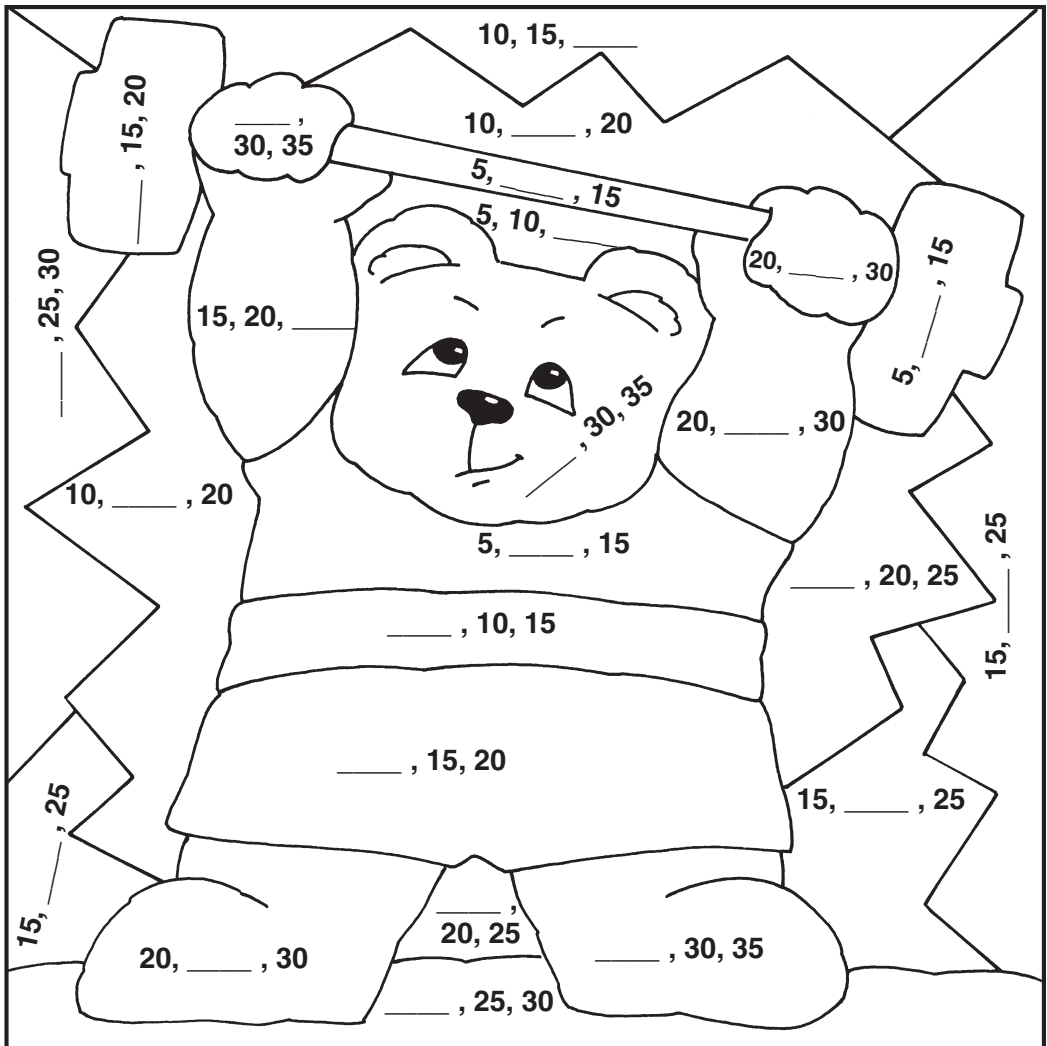 10, 15, ____
____ , 15, 20
____ ,
30, 35
10, ____ , 20
5, ____ , 15
5, 10, ____
20, ____ , 30
5, ____ , 15
____ , 25, 30
15, 20, ____
____ , 30, 35
20, ____ , 30
10, ____ , 20
5, ____ , 15
____ , 20, 25
15, ____ , 25
____ , 10, 15
____ , 15, 20
15, ____ , 25
15, ____ , 25
____ ,
20, 25
20, ____ , 30
____ , 30, 35
____ , 25, 30